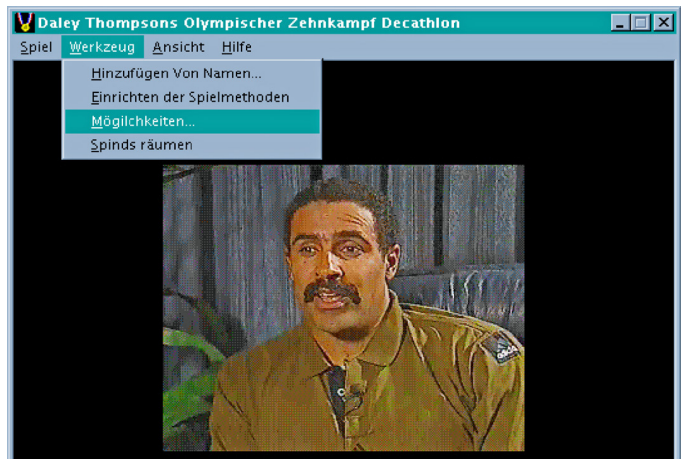 Daley Thompsons Olympischer Zehnkampf Decathlon
Spiel Werkzeug Ansicht Hilfe
Hinzufügen Von Namen...
Einrichten der Spielmethoden
Mögilchkeiten...
Spinds räumen